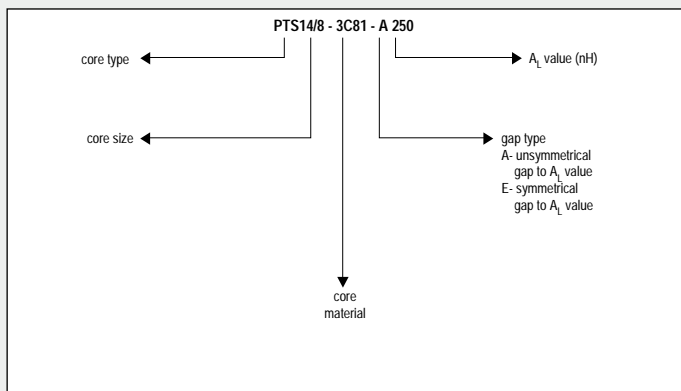 PTS14/8 - 3C81 - A 250
core type
A_L value (nH)
core size
gap type
A- unsymmetrical
gap to A_L value
E- symmetrical
gap to A_L value
core
material